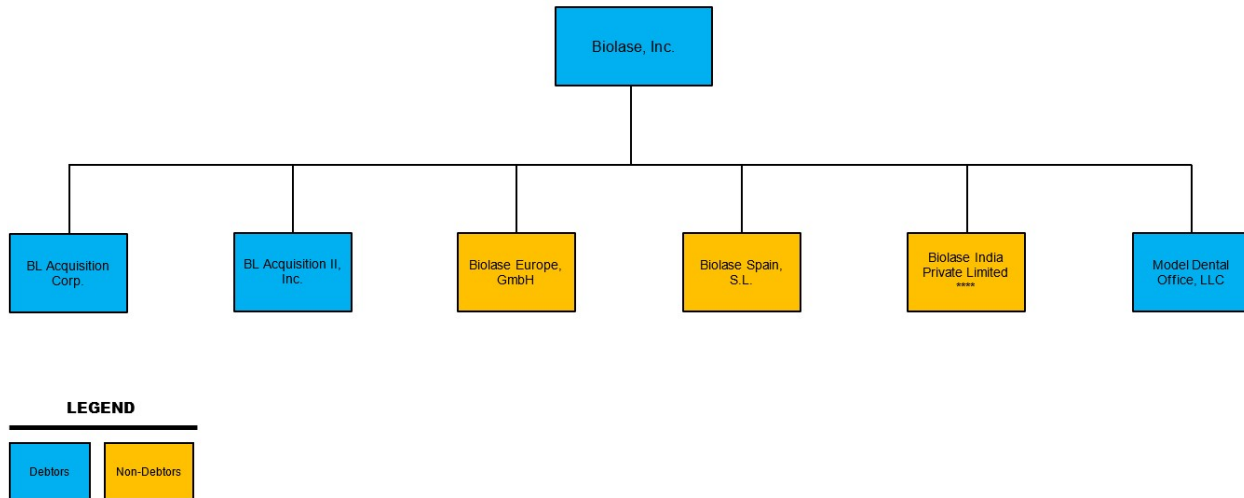 Biolase, Inc.
BL Acquisition
Corp.
BL Acquisition II,
Inc.
Biolase Europe,
GmbH
Biolase Spain,
S.L.
Biolase India
Private Limited
****
Model Dental
Office, LLC
LEGEND
Debtors
Non-Debtors